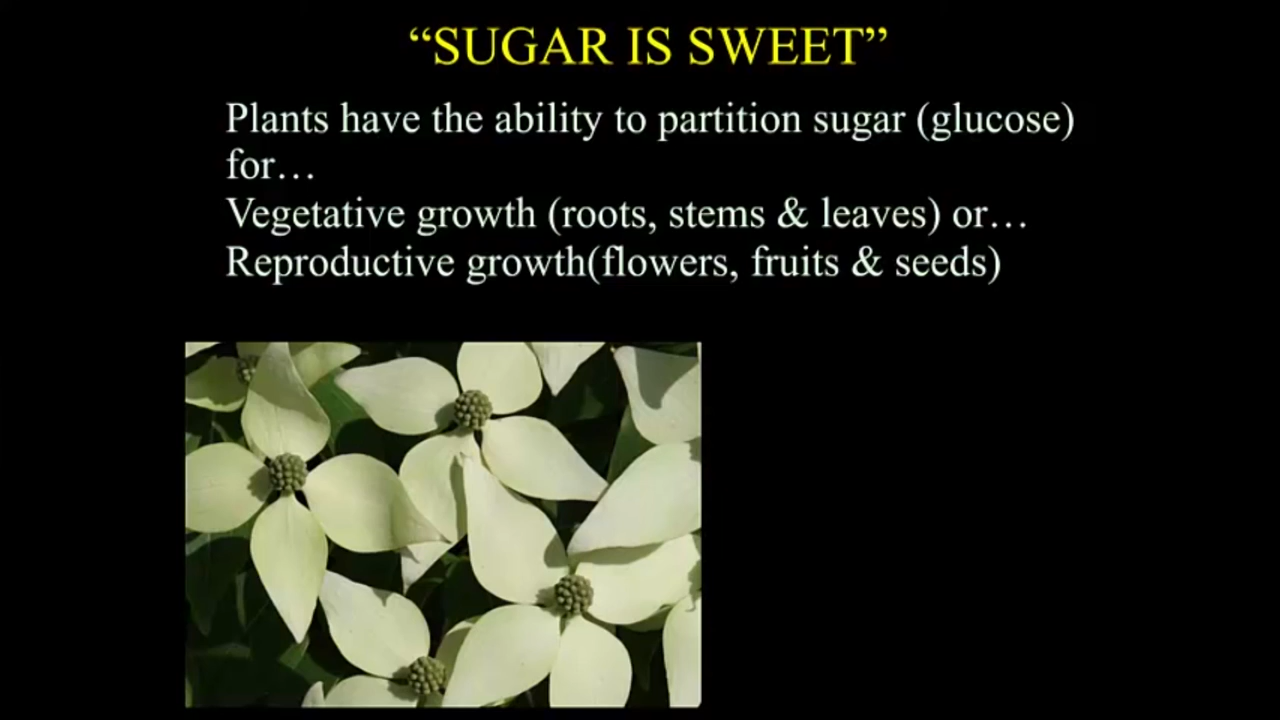 “SUGAR IS SWEET”
Plants have the ability to partition sugar (glucose)
for…
Vegetative growth (roots, stems & leaves) or…
Reproductive growth(flowers, fruits & seeds)